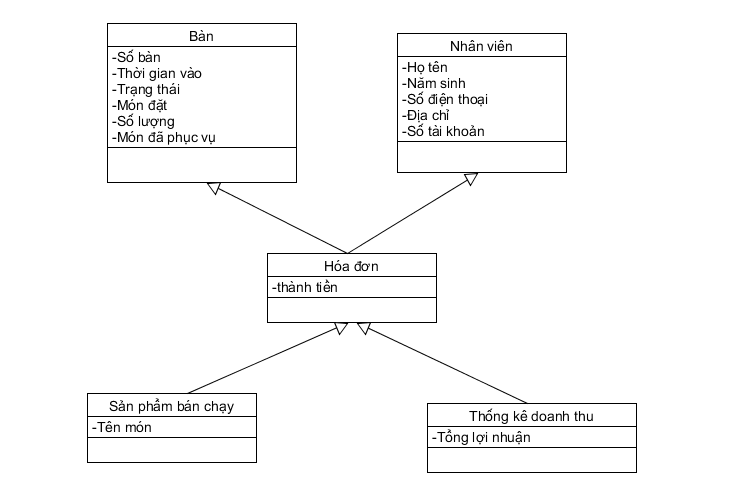 Bàn
-Số bàn
-Thời gian vào
-Trạng thái
-Món đặt
-Số lượng
-Món đã phục vụ
Nhân viên
-Họ tên
-Năm sinh
-Số điện thoại
-Địa chỉ
-Số tài khoản
Hóa đơn
-thành tiền
Sản phẩm bán chạy
-Tên món
Thống kê doanh thu
-Tổng lợi nhuận